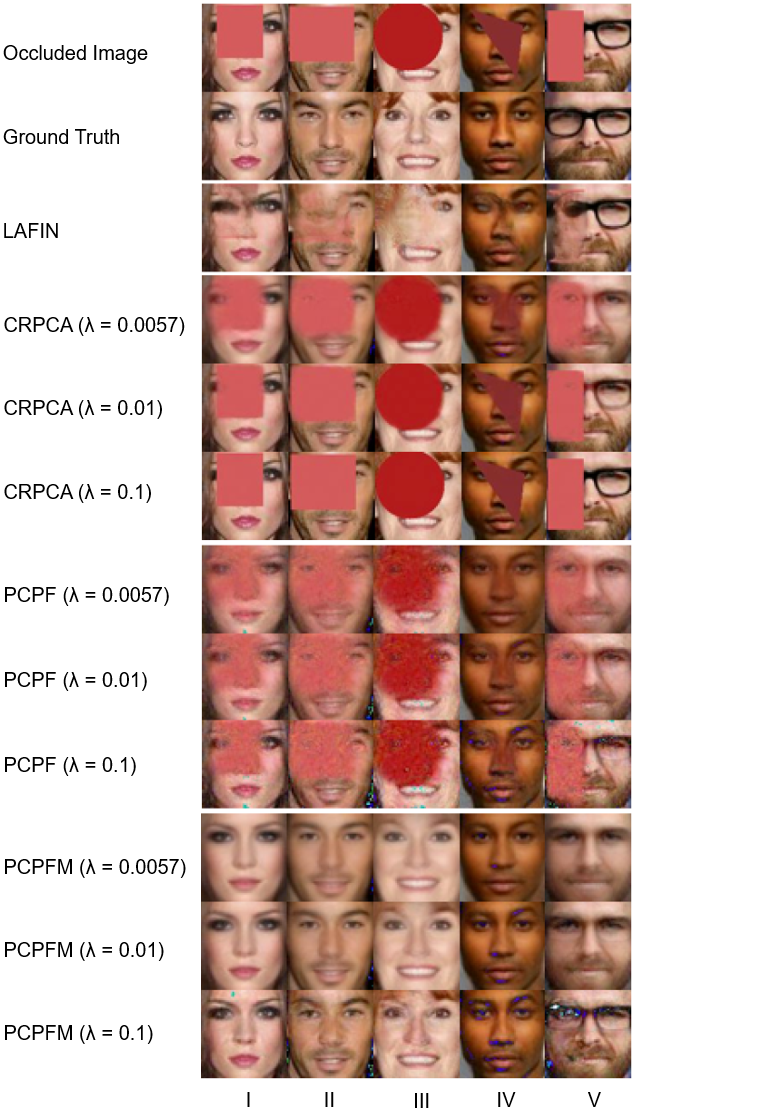 Occluded Image
Ground Truth
LAFIN
CRPCA (λ = 0.0057)
CRPCA (λ = 0.01)
CRPCA (λ = 0.1)
PCPF (λ = 0.0057)
PCPF (λ = 0.01)
PCPF (λ = 0.1)
PCPFM (λ = 0.0057)
PCPFM (λ = 0.01)
PCPFM (λ = 0.1)
I II III IV V